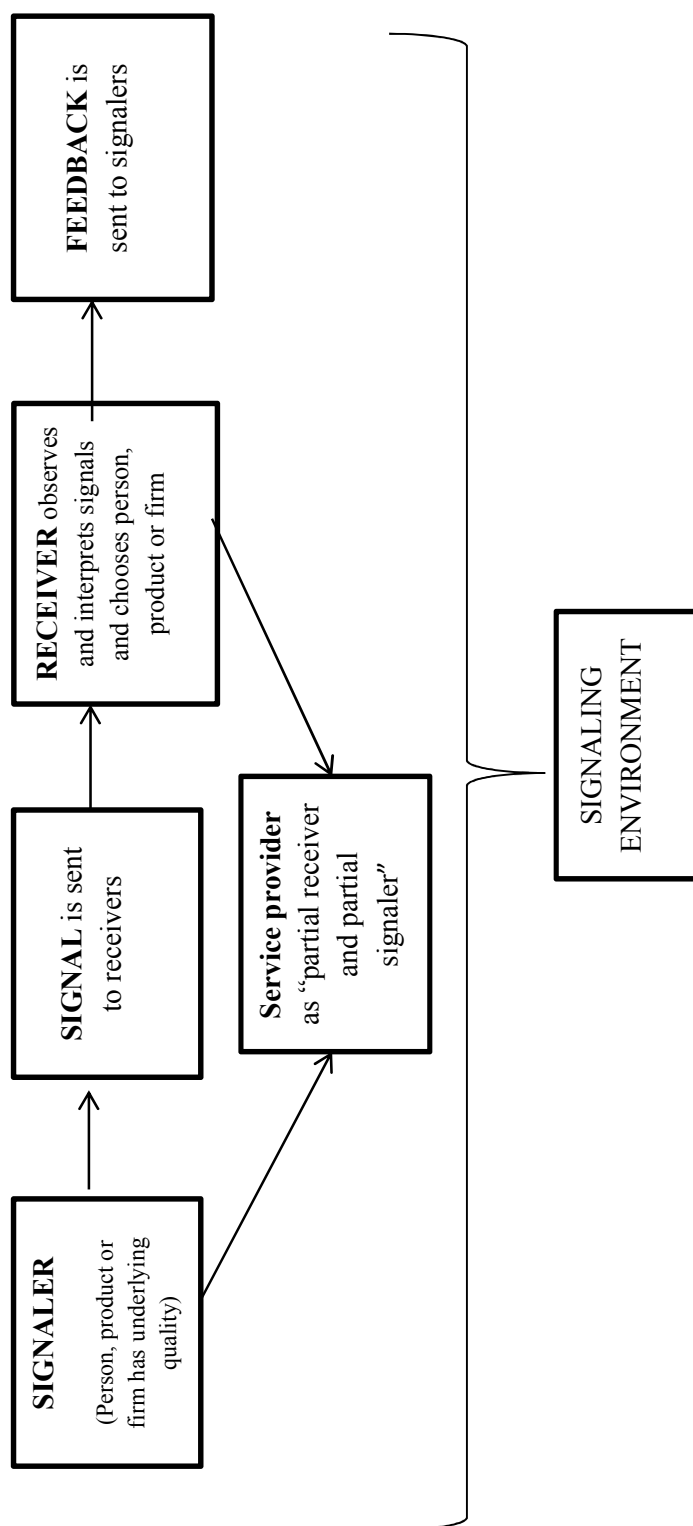 SIGNALER
(Person, product or
firm has underlying
quality)
SIGNAL is sent
to receivers
RECEIVER observes
and interprets signals
and chooses person,
product or firm
FEEDBACK is
sent to signalers
Service provider
as “partial receiver
and partial
signaler”
SIGNALING
ENVIRONMENT